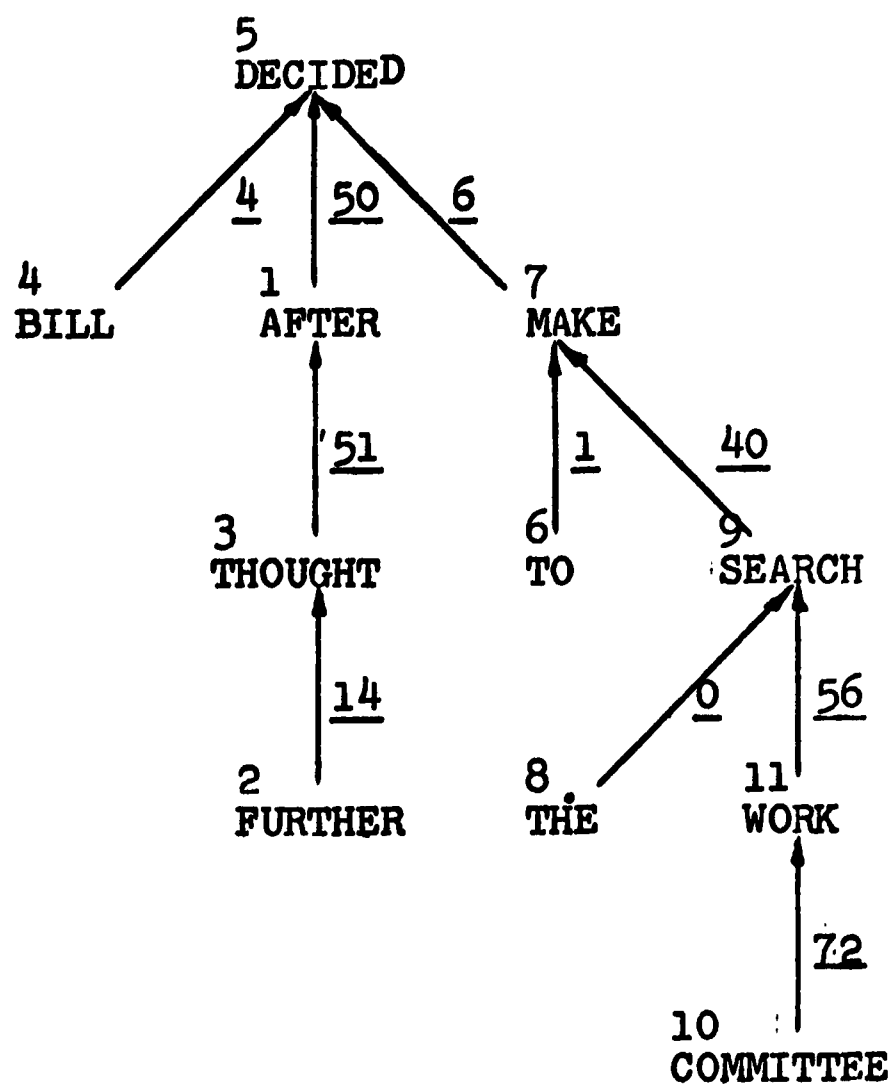 5
DECIDED
4 50 6
4 1 7
BILL AFTER MAKE
51 1 40
3 6 9
THOUGHT TO SEARCH
14 0 56
2 8 11
FURTHER THE WORK
72
10
COMMITTEE